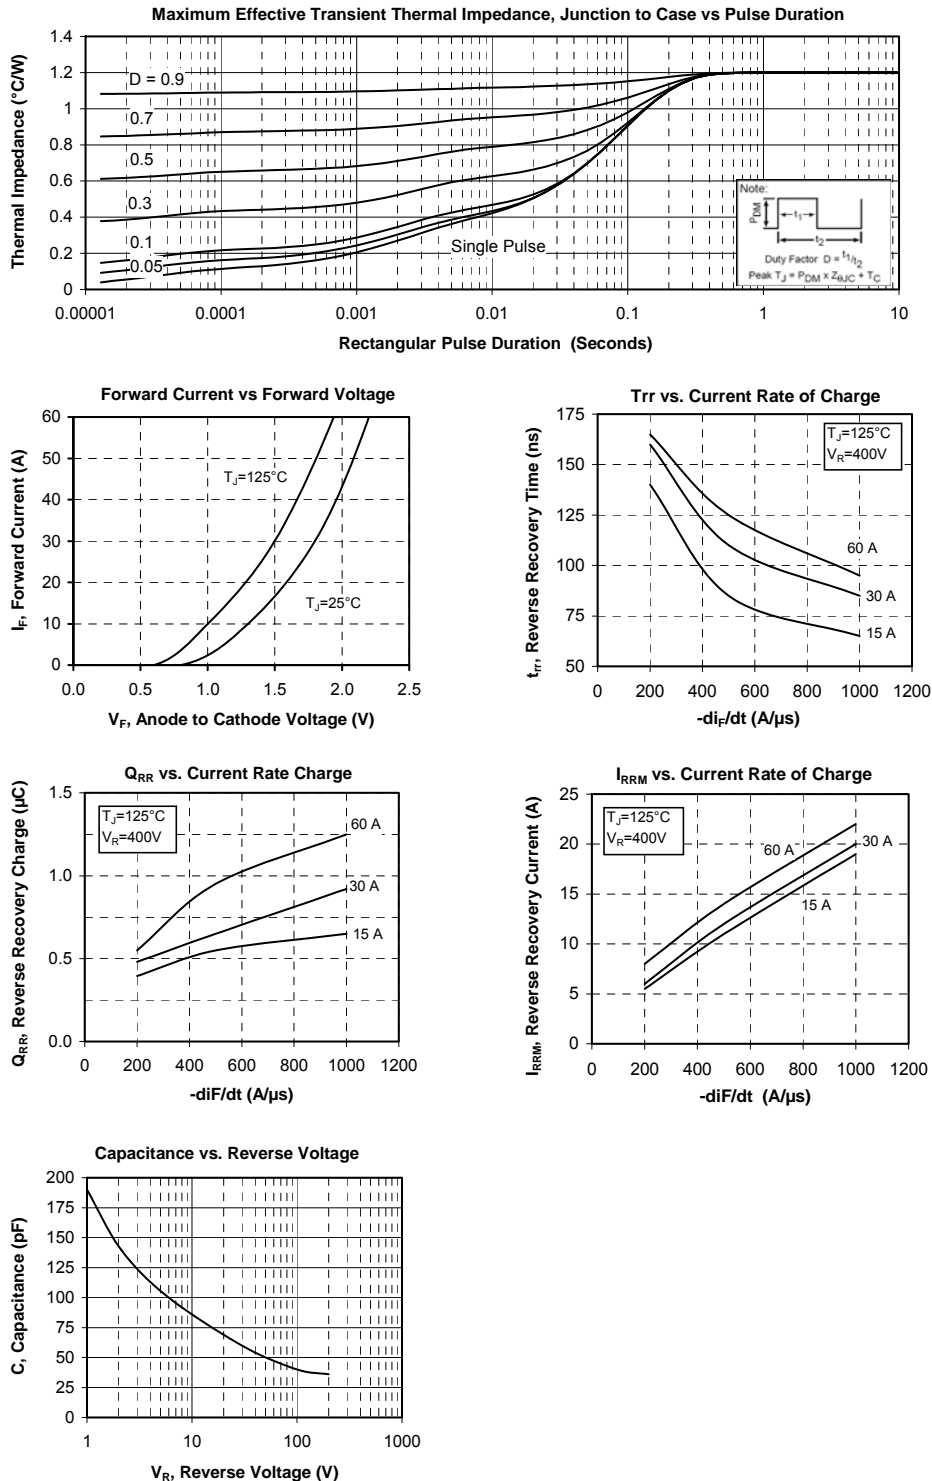 Maximum Effective Transient Thermal Impedance, Junction to Case vs Pulse Duration
Thermal Impedance (°C/W)
1.4
1.2
1
0.8
0.6
0.4
0.2
0
D = 0.9
0.7
0.5
0.3
0.1
0.05
Single Pulse
Note:
PDM
t1
t2
Duty Factor D = t1/t2
Peak TJ = PDM x ZθJC + TC
0.00001 0.0001 0.001 0.01 0.1 1 10
Rectangular Pulse Duration (Seconds)
Forward Current vs Forward Voltage
IF, Forward Current (A)
60
50
40
30
20
10
0
TJ=125°C
TJ=25°C
0.0 0.5 1.0 1.5 2.0 2.5
VF, Anode to Cathode Voltage (V)
Trr vs. Current Rate of Charge
trr, Reverse Recovery Time (ns)
175
150
125
100
75
50
TJ=125°C
VR=400V
60 A
30 A
15 A
0 200 400 600 800 1000 1200
-diF/dt (A/µs)
QRR vs. Current Rate Charge
QRR, Reverse Recovery Charge (µC)
1.5
1.0
0.5
0.0
TJ=125°C
VR=400V
60 A
30 A
15 A
0 200 400 600 800 1000 1200
-diF/dt (A/µs)
IRRM vs. Current Rate of Charge
IRRM, Reverse Recovery Current (A)
25
20
15
10
5
0
TJ=125°C
VR=400V
60 A
30 A
15 A
0 200 400 600 800 1000 1200
-diF/dt (A/µs)
Capacitance vs. Reverse Voltage
C, Capacitance (pF)
200
175
150
125
100
75
50
25
0
1 10 100 1000
VR, Reverse Voltage (V)